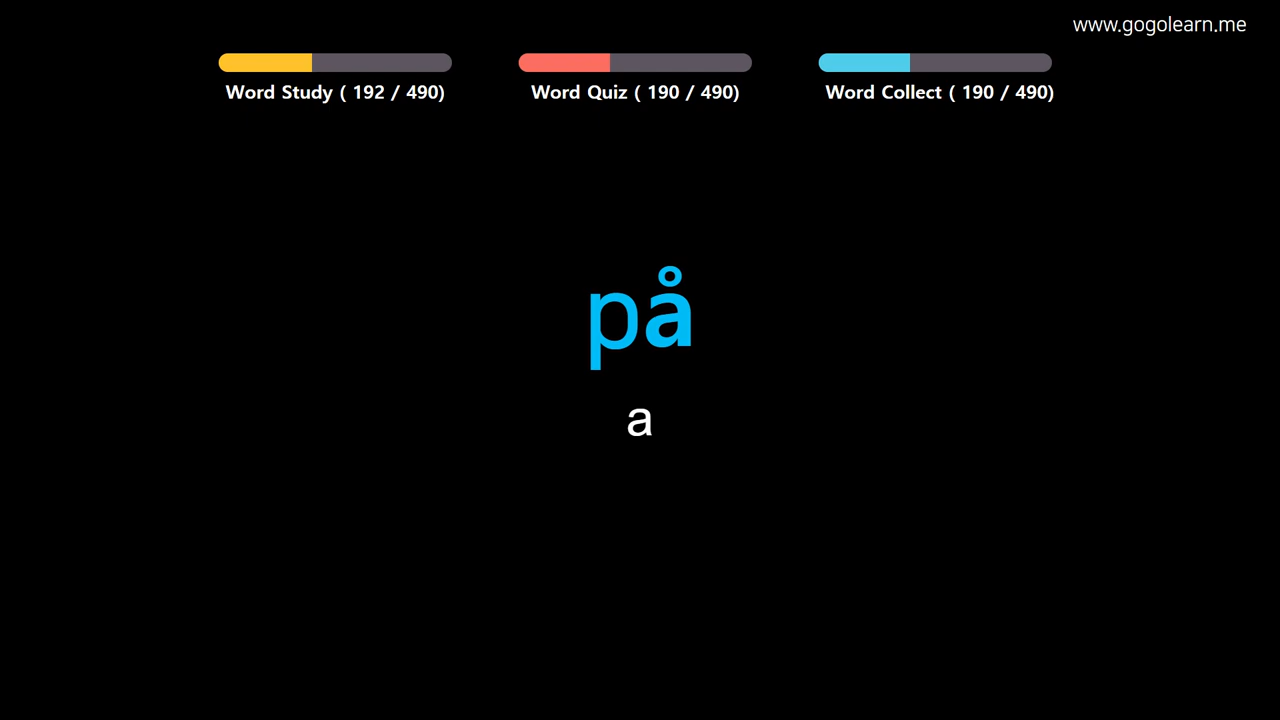 www.gogolearn.me
Word Study ( 192 / 490)
Word Quiz ( 190 / 490)
Word Collect ( 190 / 490)
på
a